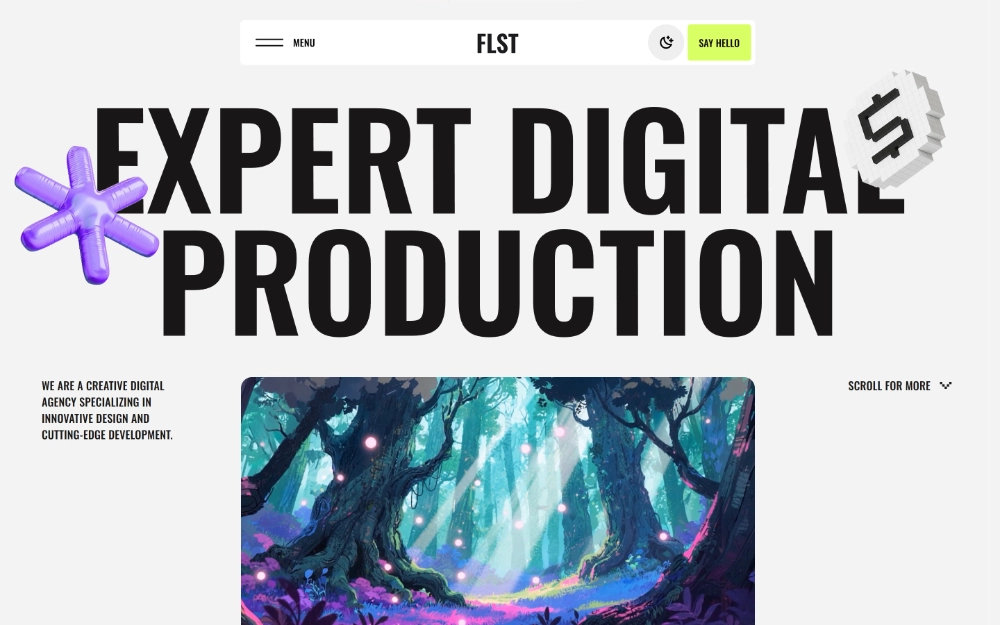 MENU
FLST
SAY HELLO
EXPERT DIGITAL
PRODUCTION
$
WE ARE A CREATIVE DIGITAL
AGENCY SPECIALIZING IN
INNOVATIVE DESIGN AND
CUTTING-EDGE DEVELOPMENT.
SCROLL FOR MORE